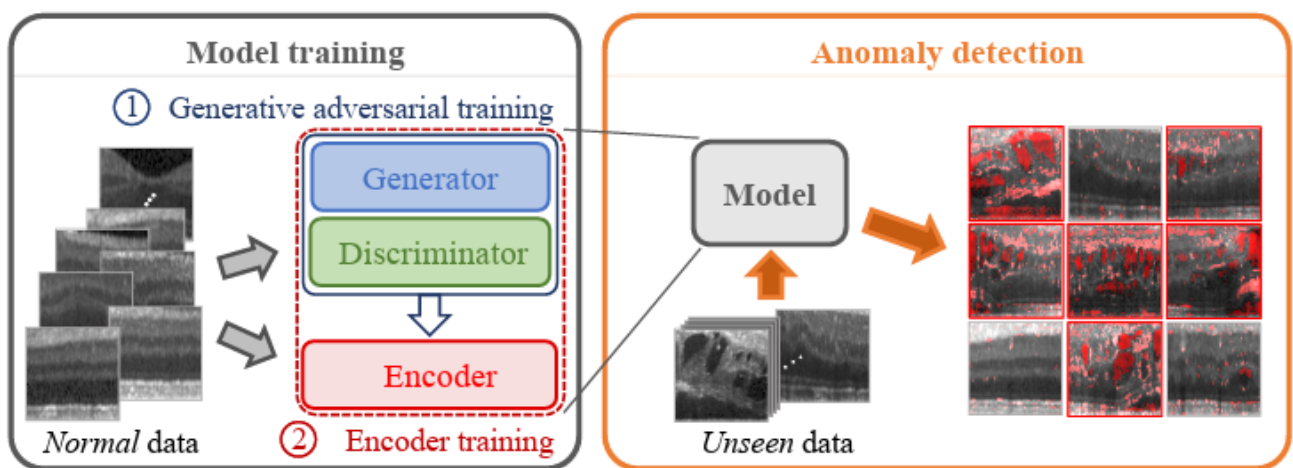 Model training
① Generative adversarial training
Generator
Discriminator
Encoder
Normal data
② Encoder training
Anomaly detection
Model
Unseen data